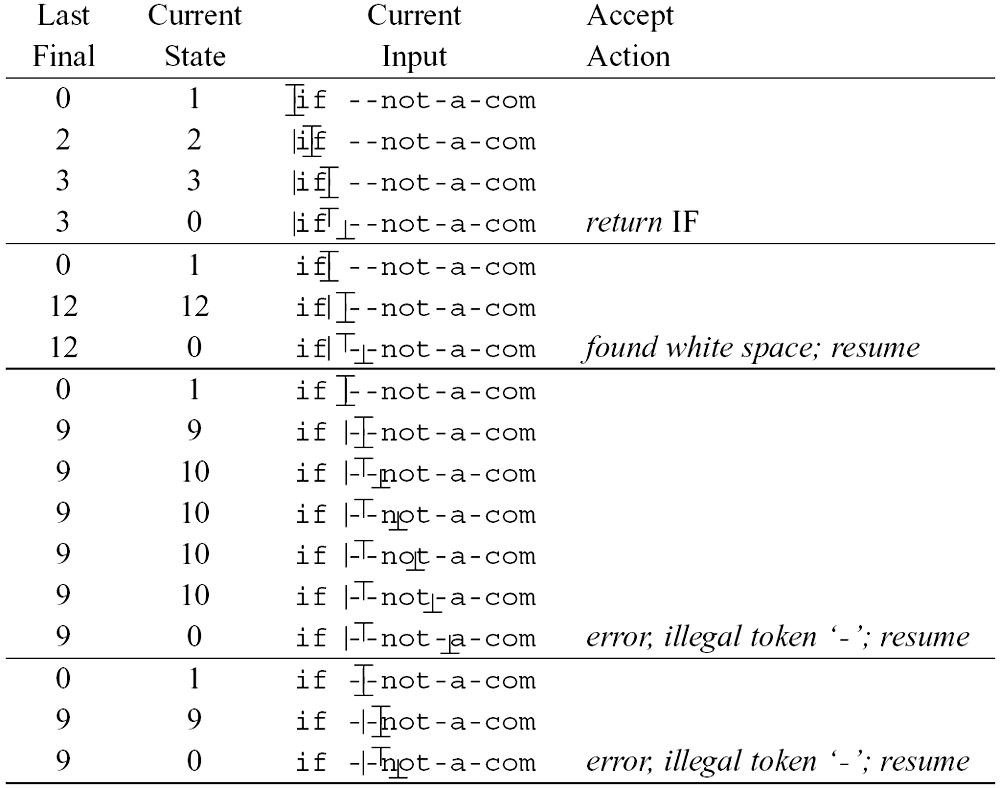 Last Current Current Accept
Final State Input Action
0 1 if --not-a-com
2 2 if --not-a-com
3 3 if --not-a-com
3 0 if --not-a-com return IF
0 1 if --not-a-com
12 12 if --not-a-com
12 0 if --not-a-com found white space; resume
0 1 if --not-a-com
9 9 if --not-a-com
9 10 if --not-a-com
9 10 if --not-a-com
9 10 if --not-a-com
9 10 if --not-a-com
9 0 if --not-a-com error, illegal token ‘-’; resume
0 1 if --not-a-com
9 9 if --not-a-com
9 0 if --not-a-com error, illegal token ‘-’; resume